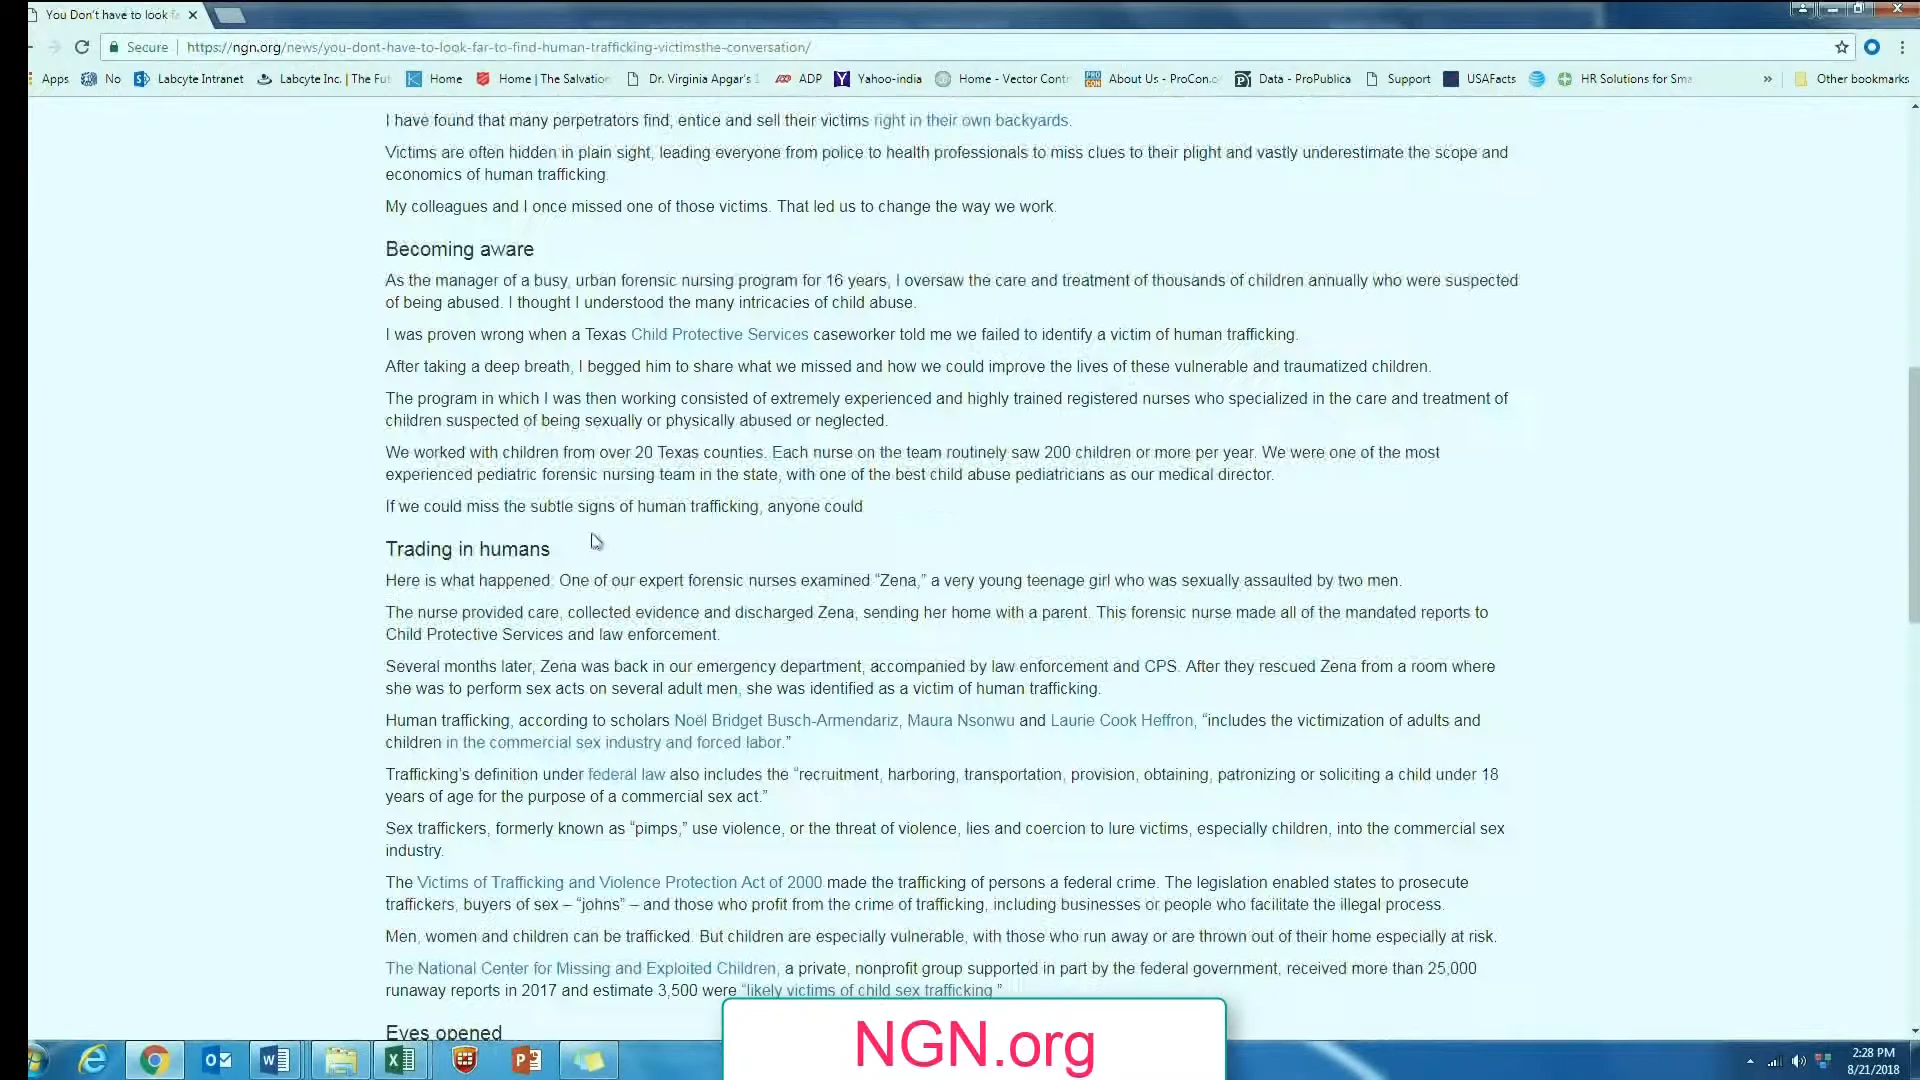 You Don't have to look fa
Secure https://ngn.org/news/you-dont-have-to-look-far-to-find-human-trafficking-victimsthe-conversation/
Apps No Labcyte Intranet Labcyte Inc. | The Fut Home Home | The Salvation Dr. Virginia Apgar's ADP Yahoo-india Home - Vector Contr About Us - ProCon.o Data - ProPublica Support USAFacts HR Solutions for Sma » Other bookmarks
I have found that many perpetrators find, entice and sell their victims right in their own backyards.
Victims are often hidden in plain sight, leading everyone from police to health professionals to miss clues to their plight and vastly underestimate the scope and
economics of human trafficking.
My colleagues and I once missed one of those victims. That led us to change the way we work.
Becoming aware
As the manager of a busy, urban forensic nursing program for 16 years, I oversaw the care and treatment of thousands of children annually who were suspected
of being abused. I thought I understood the many intricacies of child abuse.
I was proven wrong when a Texas Child Protective Services caseworker told me we failed to identify a victim of human trafficking.
After taking a deep breath, I begged him to share what we missed and how we could improve the lives of these vulnerable and traumatized children.
The program in which I was then working consisted of extremely experienced and highly trained registered nurses who specialized in the care and treatment of
children suspected of being sexually or physically abused or neglected.
We worked with children from over 20 Texas counties. Each nurse on the team routinely saw 200 children or more per year. We were one of the most
experienced pediatric forensic nursing team in the state, with one of the best child abuse pediatricians as our medical director.
If we could miss the subtle signs of human trafficking, anyone could
Trading in humans
Here is what happened: One of our expert forensic nurses examined “Zena,” a very young teenage girl who was sexually assaulted by two men.
The nurse provided care, collected evidence and discharged Zena, sending her home with a parent. This forensic nurse made all of the mandated reports to
Child Protective Services and law enforcement.
Several months later, Zena was back in our emergency department, accompanied by law enforcement and CPS. After they rescued Zena from a room where
she was to perform sex acts on several adult men, she was identified as a victim of human trafficking.
Human trafficking, according to scholars Noël Bridget Busch-Armendariz, Maura Nsonwu and Laurie Cook Heffron, “includes the victimization of adults and
children in the commercial sex industry and forced labor.”
Trafficking’s definition under federal law also includes the “recruitment, harboring, transportation, provision, obtaining, patronizing or soliciting a child under 18
years of age for the purpose of a commercial sex act.”
Sex traffickers, formerly known as “pimps,” use violence, or the threat of violence, lies and coercion to lure victims, especially children, into the commercial sex
industry.
The Victims of Trafficking and Violence Protection Act of 2000 made the trafficking of persons a federal crime. The legislation enabled states to prosecute
traffickers, buyers of sex – “johns” – and those who profit from the crime of trafficking, including businesses or people who facilitate the illegal process.
Men, women and children can be trafficked. But children are especially vulnerable, with those who run away or are thrown out of their home especially at risk.
The National Center for Missing and Exploited Children, a private, nonprofit group supported in part by the federal government, received more than 25,000
runaway reports in 2017 and estimate 3,500 were “likely victims of child sex trafficking.”
Eyes opened
NGN.org
2:28 PM
8/21/2018